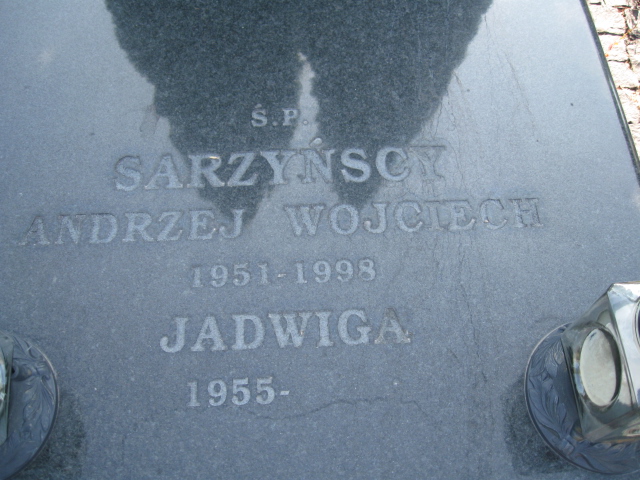 Ś.P.
SARZYŃSCY
ANDRZEJ WOJCIECH
1951-1998
JADWIGA
1955-